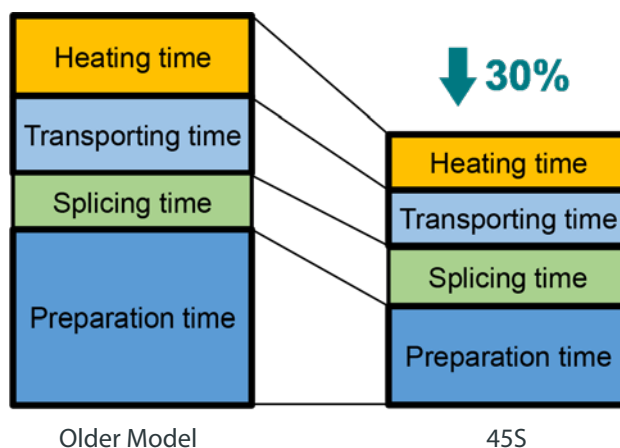 Heating time
Transporting time
Splicing time
Preparation time
Older Model
30%
Heating time
Transporting time
Splicing time
Preparation time
45S